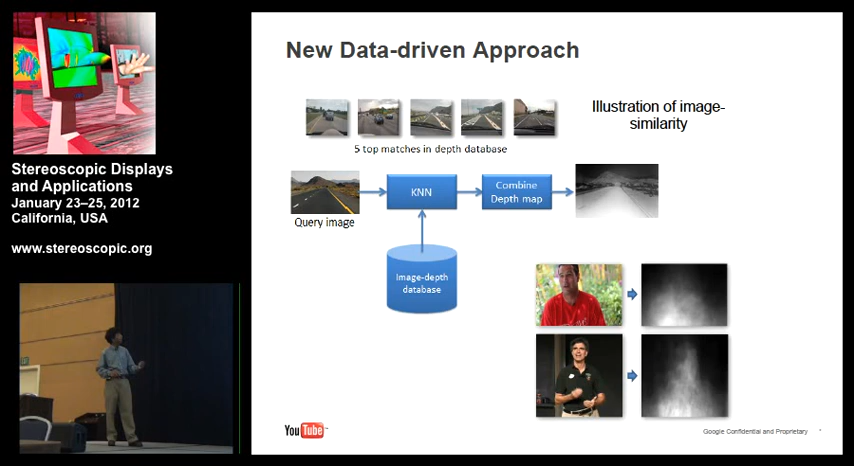 New Data-driven Approach
Illustration of image-
similarity
5 top matches in depth database
Stereoscopic Displays
and Applications
January 23–25, 2012
California, USA
www.stereoscopic.org
KNN
Combine
Depth map
Query image
Image-depth
database
YouTube
Google Confidential and Proprietary